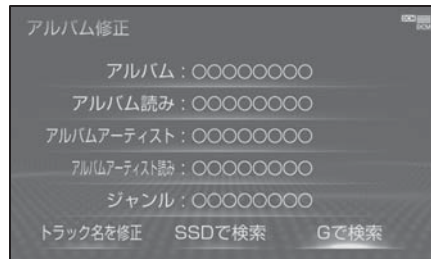 アルバム修正
アルバム：○○○○○○○○
アルバム読み：○○○○○○○○
アルバムアーティスト：○○○○○○○○
アルバムアーティスト読み：○○○○○○○○
ジャンル：○○○○○○○○
トラック名を修正 SSDで検索 Gで検索